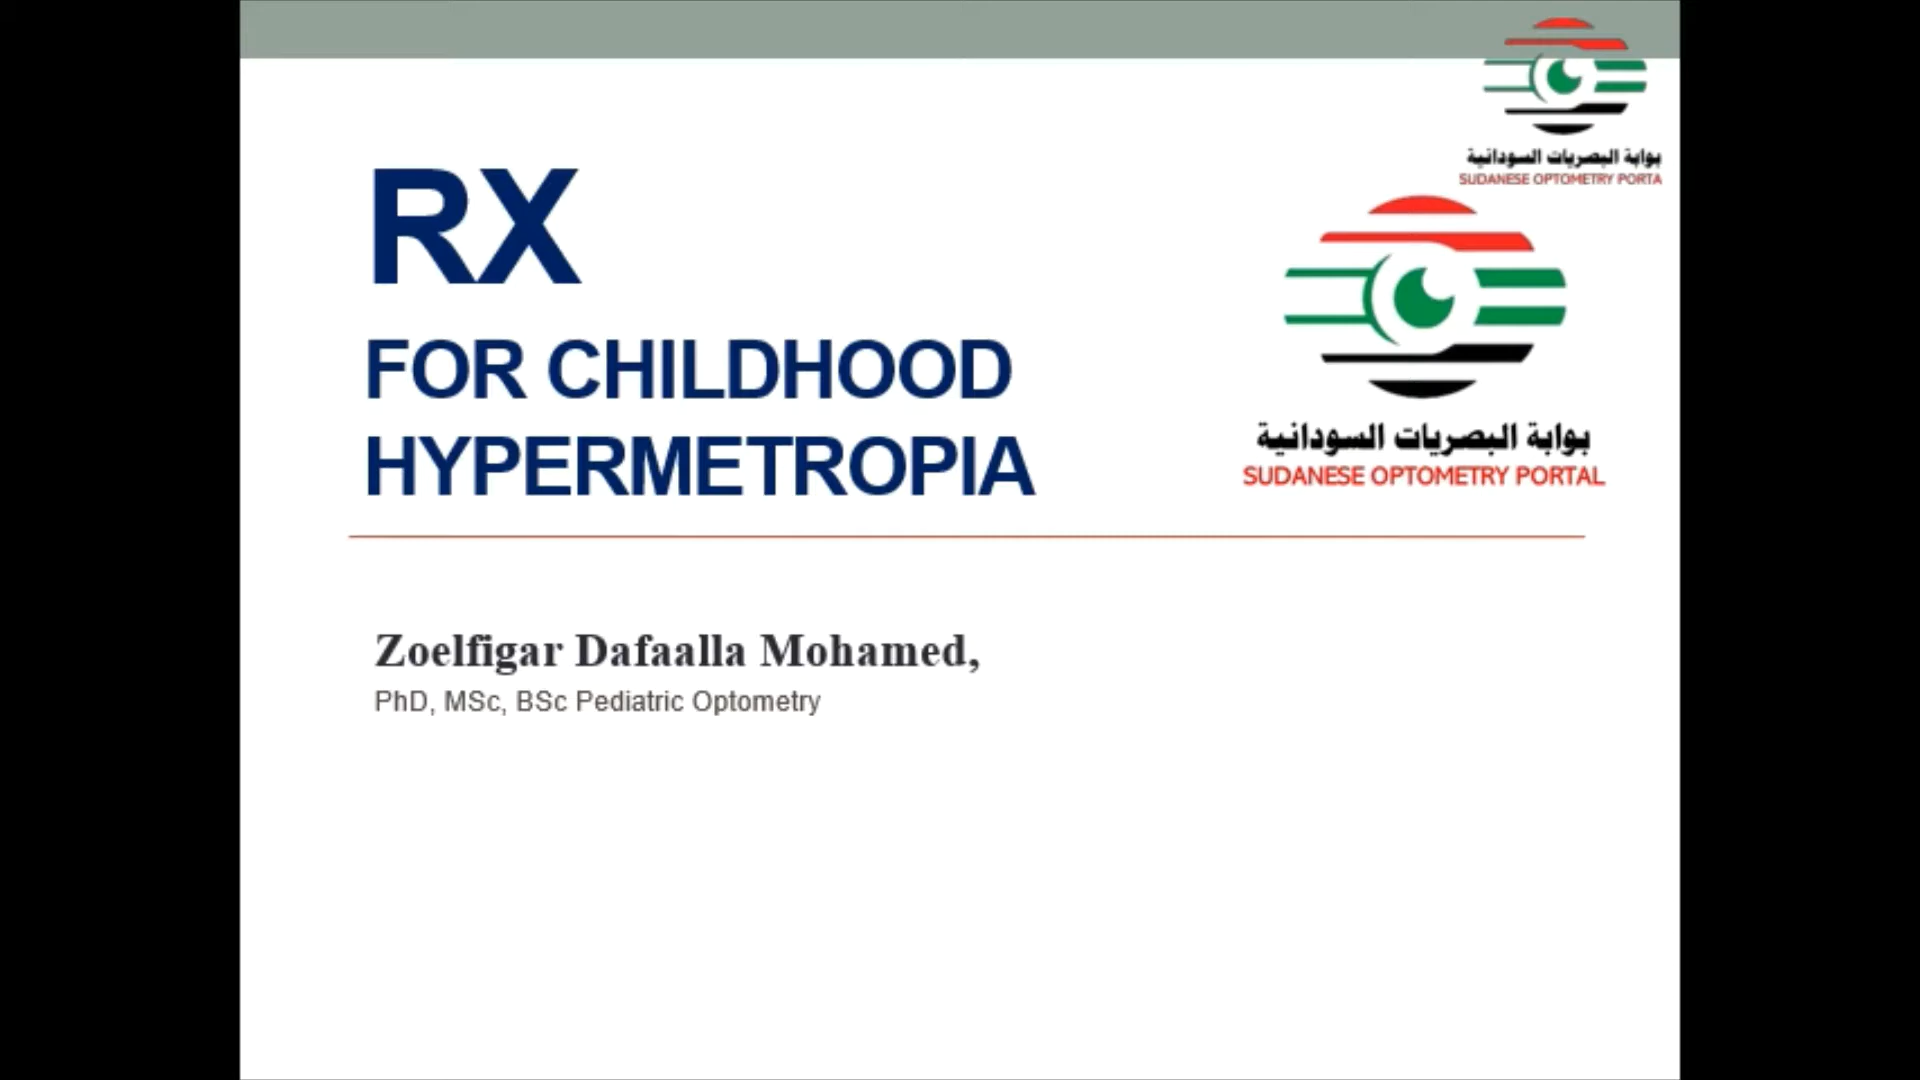 بوابة البصريات السودانية
SUDANESE OPTOMETRY PORTA
RX
FOR CHILDHOOD
HYPERMETROPIA
بوابة البصريات السودانية
SUDANESE OPTOMETRY PORTAL
Zoelfigar Dafaalla Mohamed,
PhD, MSc, BSc Pediatric Optometry